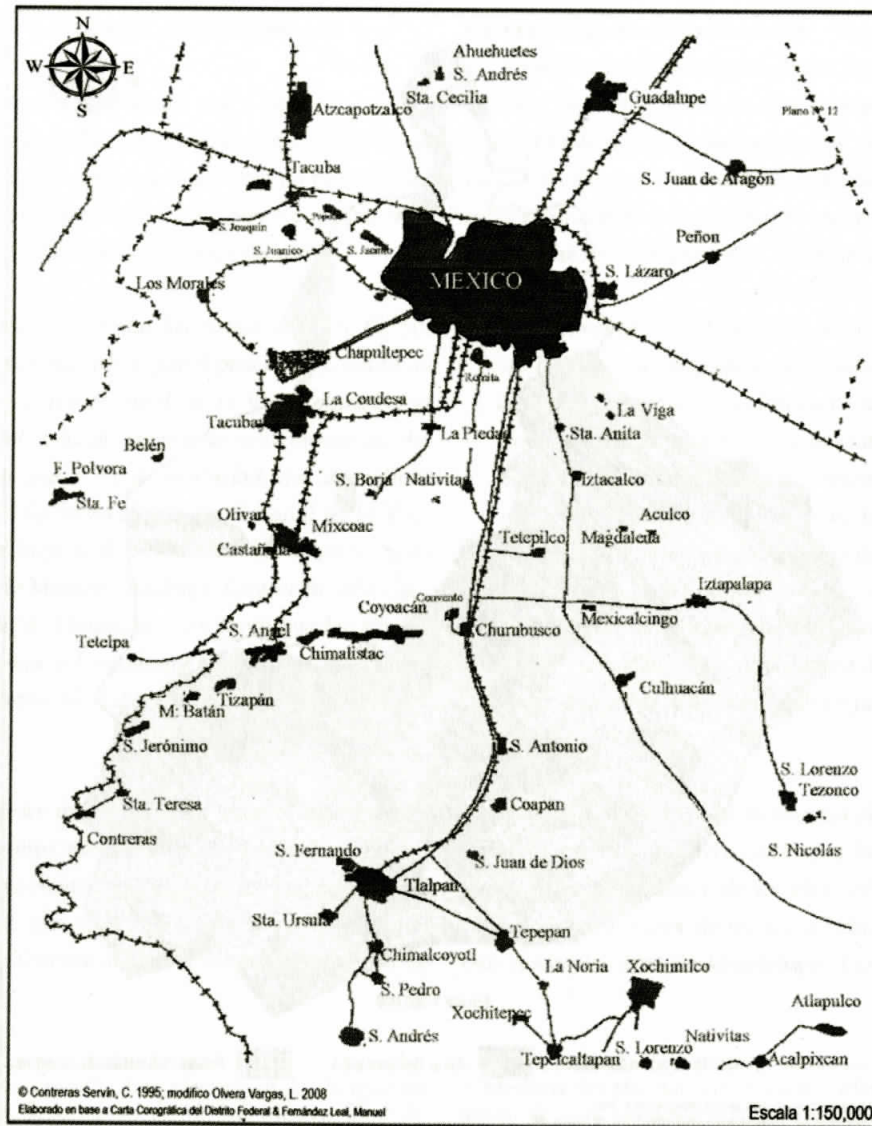 N
W E
S
Ahuehuetes
S. Andrés
Sta. Cecilia
Atzcapotzalco
Guadalupe
Plano Nº 12
Tacuba
S. Juan de Aragón
S. Joaquin
Popotla
S. Juanico
S. Jacinto
Peñon
MEXICO
S. Lázaro
Los Morales
Chapultepec
Romita
La Condesa
Tacubaya
La Piedad
La Viga
Sta. Anita
Belén
F. Polvora
Sta. Fe
S. Borja
Nativitas
Iztacalco
Olivar
Mixcoac
Castañeda
Aculco
Magdalena
Tetepilco
Iztapalapa
Convento
Coyoacán
Churubusco
Mexicalcingo
S. Angel
Chimalistac
Tetelpa
Culhuacán
Tizapán
M. Batán
S. Jerónimo
S. Antonio
S. Lorenzo
Tezonco
Sta. Teresa
Coapan
Contreras
S. Nicolás
S. Fernando
S. Juan de Dios
Tlalpan
Sta. Ursula
Tepepan
Chimalcoyotl
La Noria
Xochimilco
S. Pedro
Xochitepec
Atlapulco
S. Andrés
S. Lorenzo
Nativitas
Tepalcaltapan
Acalpixcan
© Contreras Servín, C. 1995; modifico Olvera Vargas, L. 2008
Elaborado en base a Carta Corográfica del Distrito Federal & Fernández Leal, Manuel
Escala 1:150,000